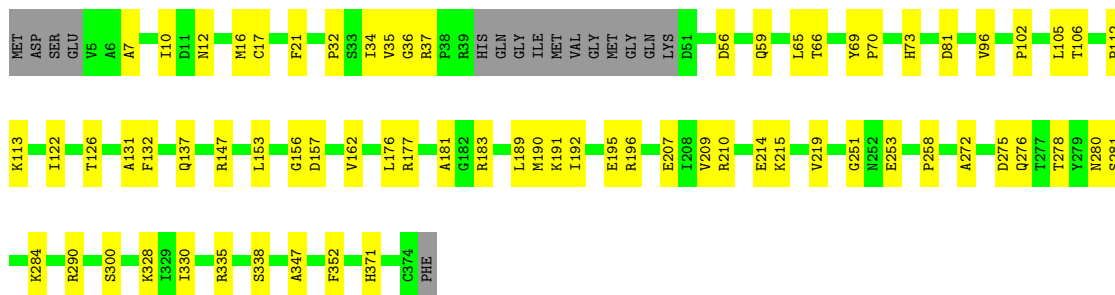 MET ASP SER GLU V5 A6 A7 I10 D11 N12 M16 C17 F21 P32 S33 I34 V35 G36 R37 P38 R39 HIS GLN GLY ILE MET VAL GLY MET GLY GLN LYS D51 D56 Q59 L65 T66 Y69 P70 H73 D81 V96 P102 L105 T106
K113 I122 T126 A131 F132 Q137 R147 L153 G156 D157 V162 L176 R177 A181 G182 R183 L189 M190 K191 I192 E195 R196 E207 I208 V209 R210 E214 K215 V219 G251 N252 E253 P258 A272 D275 Q276 T277 T278 Y279 N280
K284 R290 S300 K328 I329 I330 R335 S338 A347 F352 H371 C374 PHE